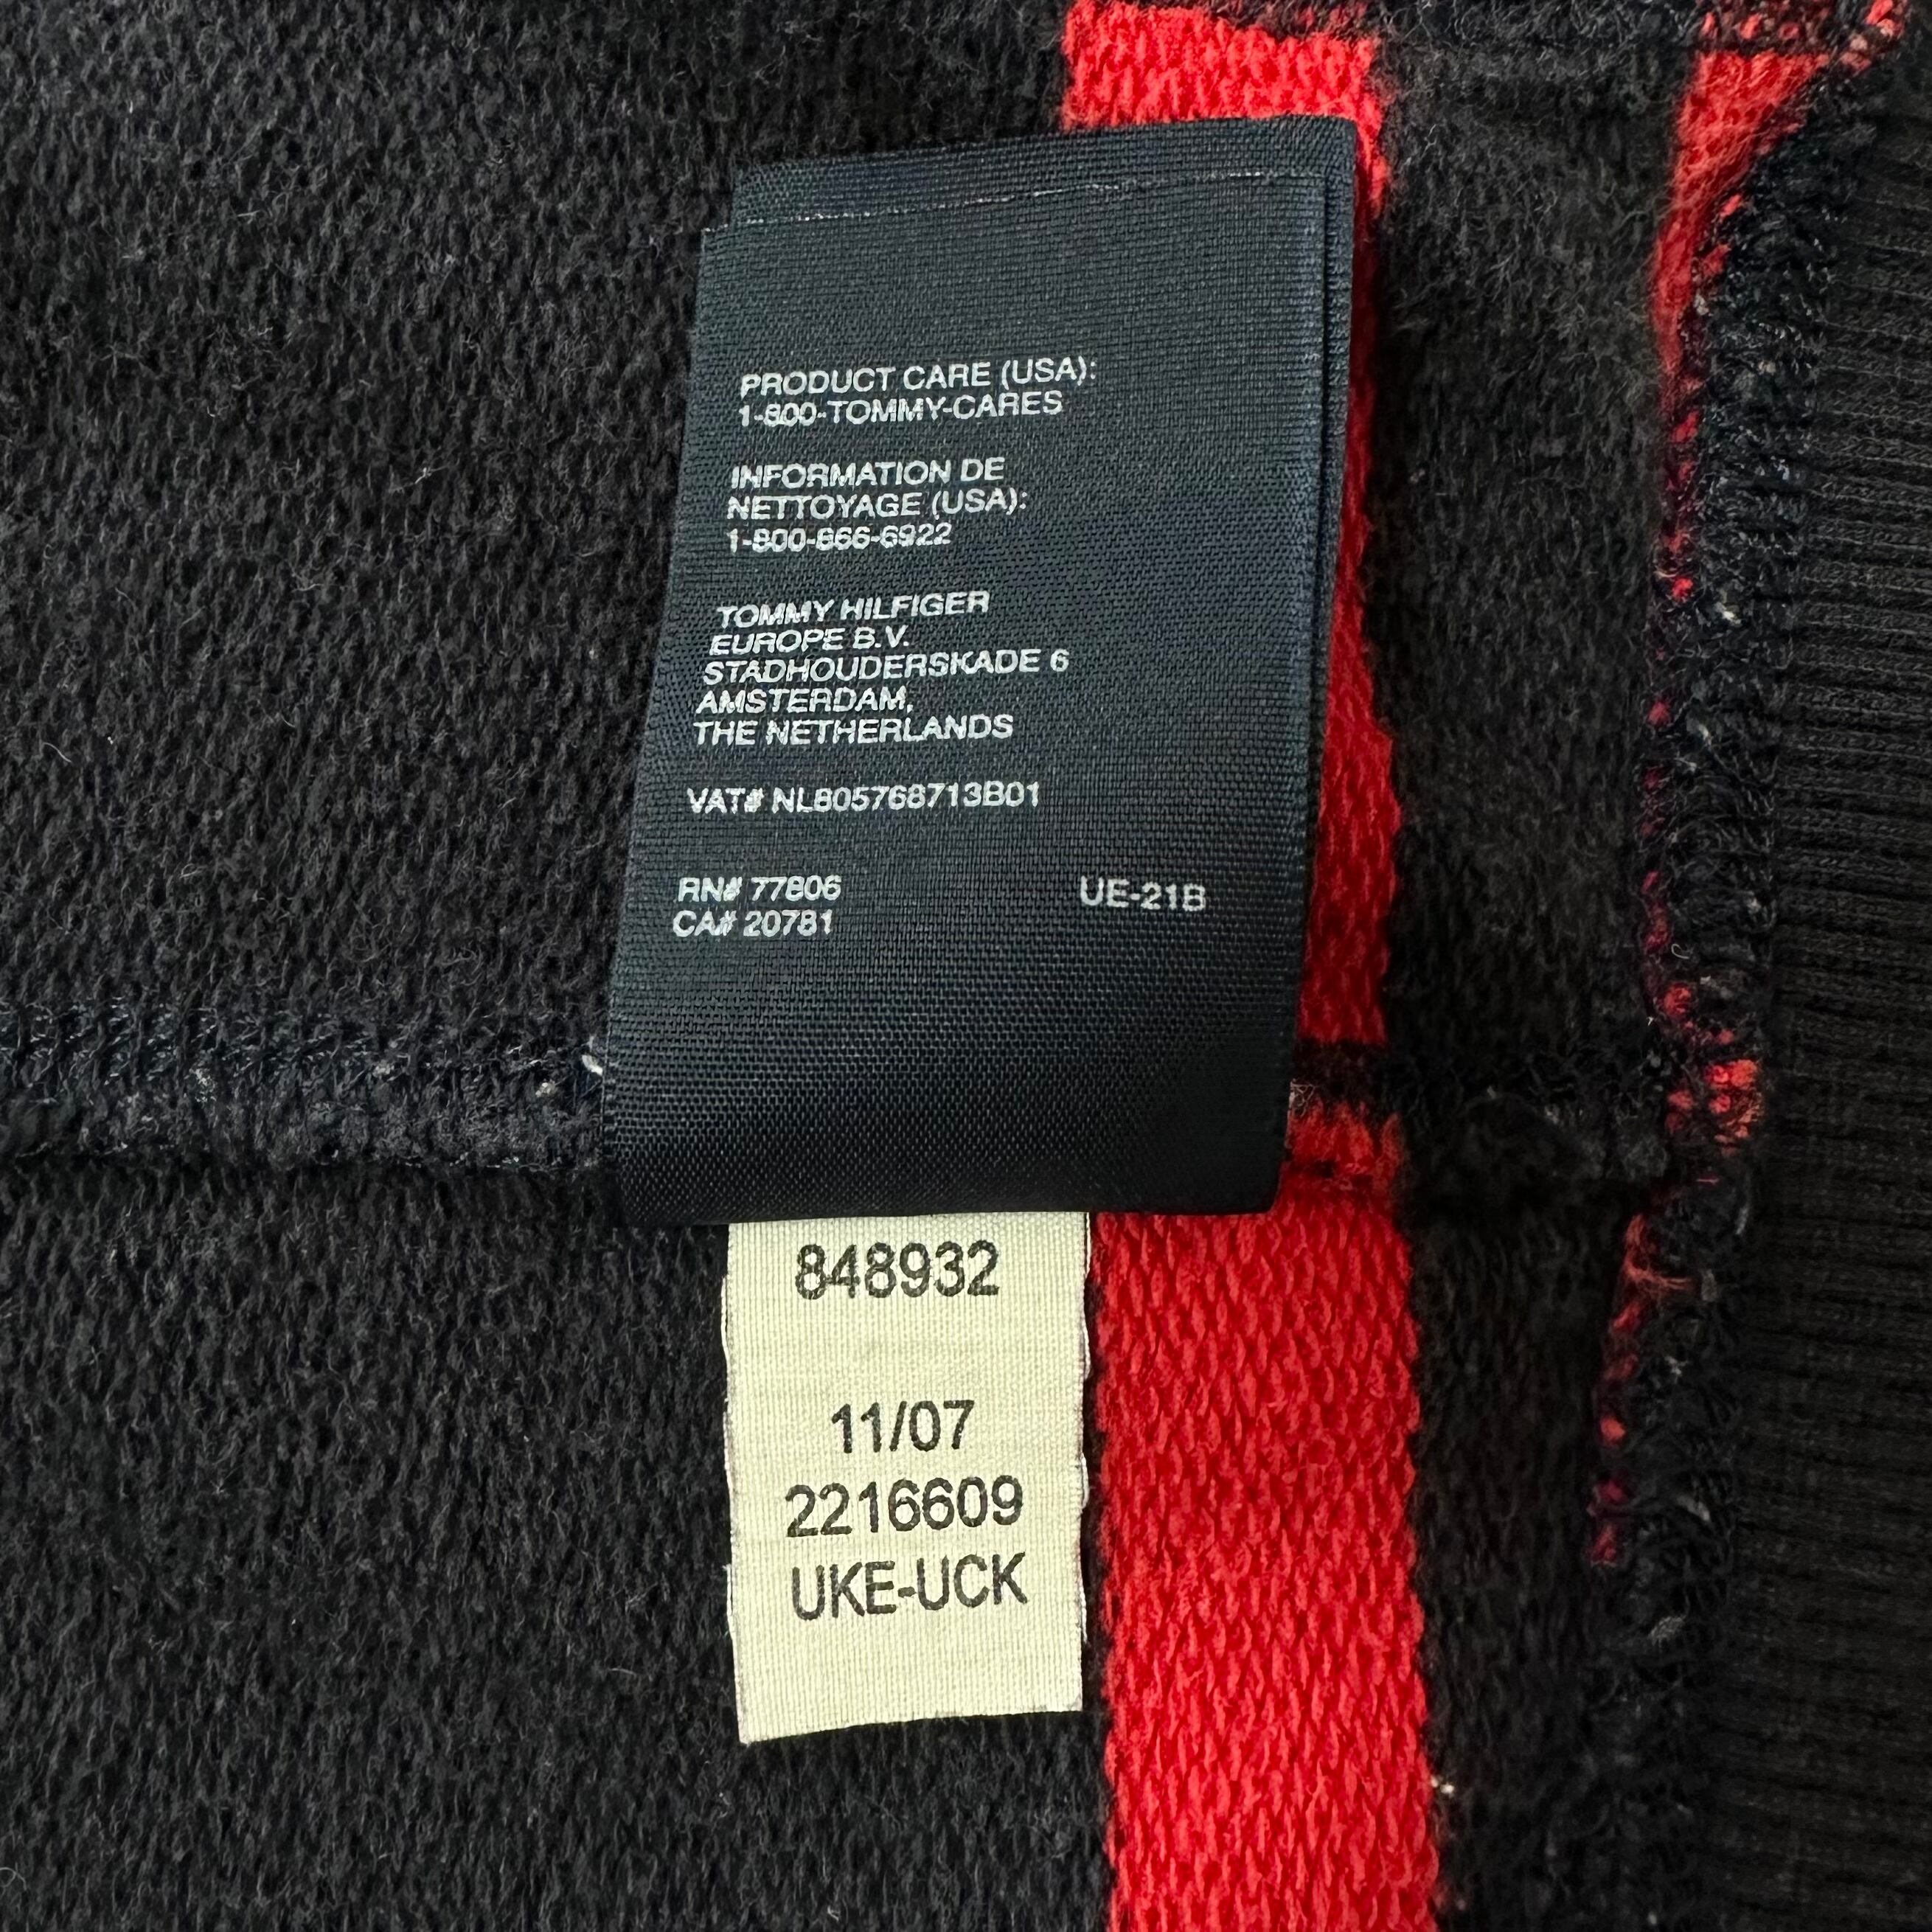 PRODUCT CARE (USA):
1-800-TOMMY-CARES
INFORMATION DE
NETTOYAGE (USA):
1-800-866-6922
TOMMY HILFIGER
EUROPE B.V.
STADHOUDERSKADE 6
AMSTERDAM,
THE NETHERLANDS
VAT# NL805768713B01
RN# 77806
CA# 20781
UE-21B
848932
11/07
2216609
UKE-UCK